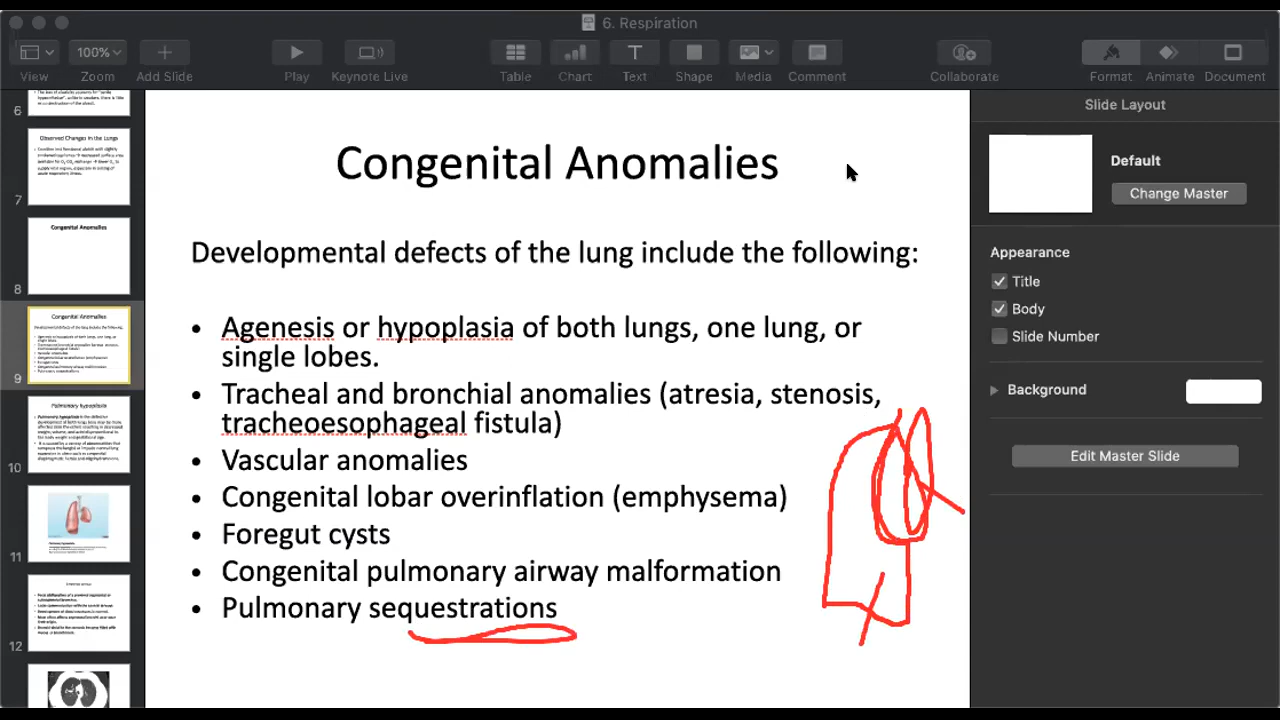 6. Respiration
100%
View
Zoom
Add Slide
Play
Keynote Live
Table
Chart
Text
Shape
Media
Comment
Collaborate
Format
Animate
Document
6
7
8
9
10
11
12
Observed Changes in the Lungs
Congenital Anomalies
Congenital Anomalies
Pulmonary hypoplasia
Congenital Anomalies
Developmental defects of the lung include the following:
• Agenesis or hypoplasia of both lungs, one lung, or
single lobes.
• Tracheal and bronchial anomalies (atresia, stenosis,
tracheoesophageal fistula)
• Vascular anomalies
• Congenital lobar overinflation (emphysema)
• Foregut cysts
• Congenital pulmonary airway malformation
• Pulmonary sequestrations
Slide Layout
Default
Change Master
Appearance
Title
Body
Slide Number
Background
Edit Master Slide